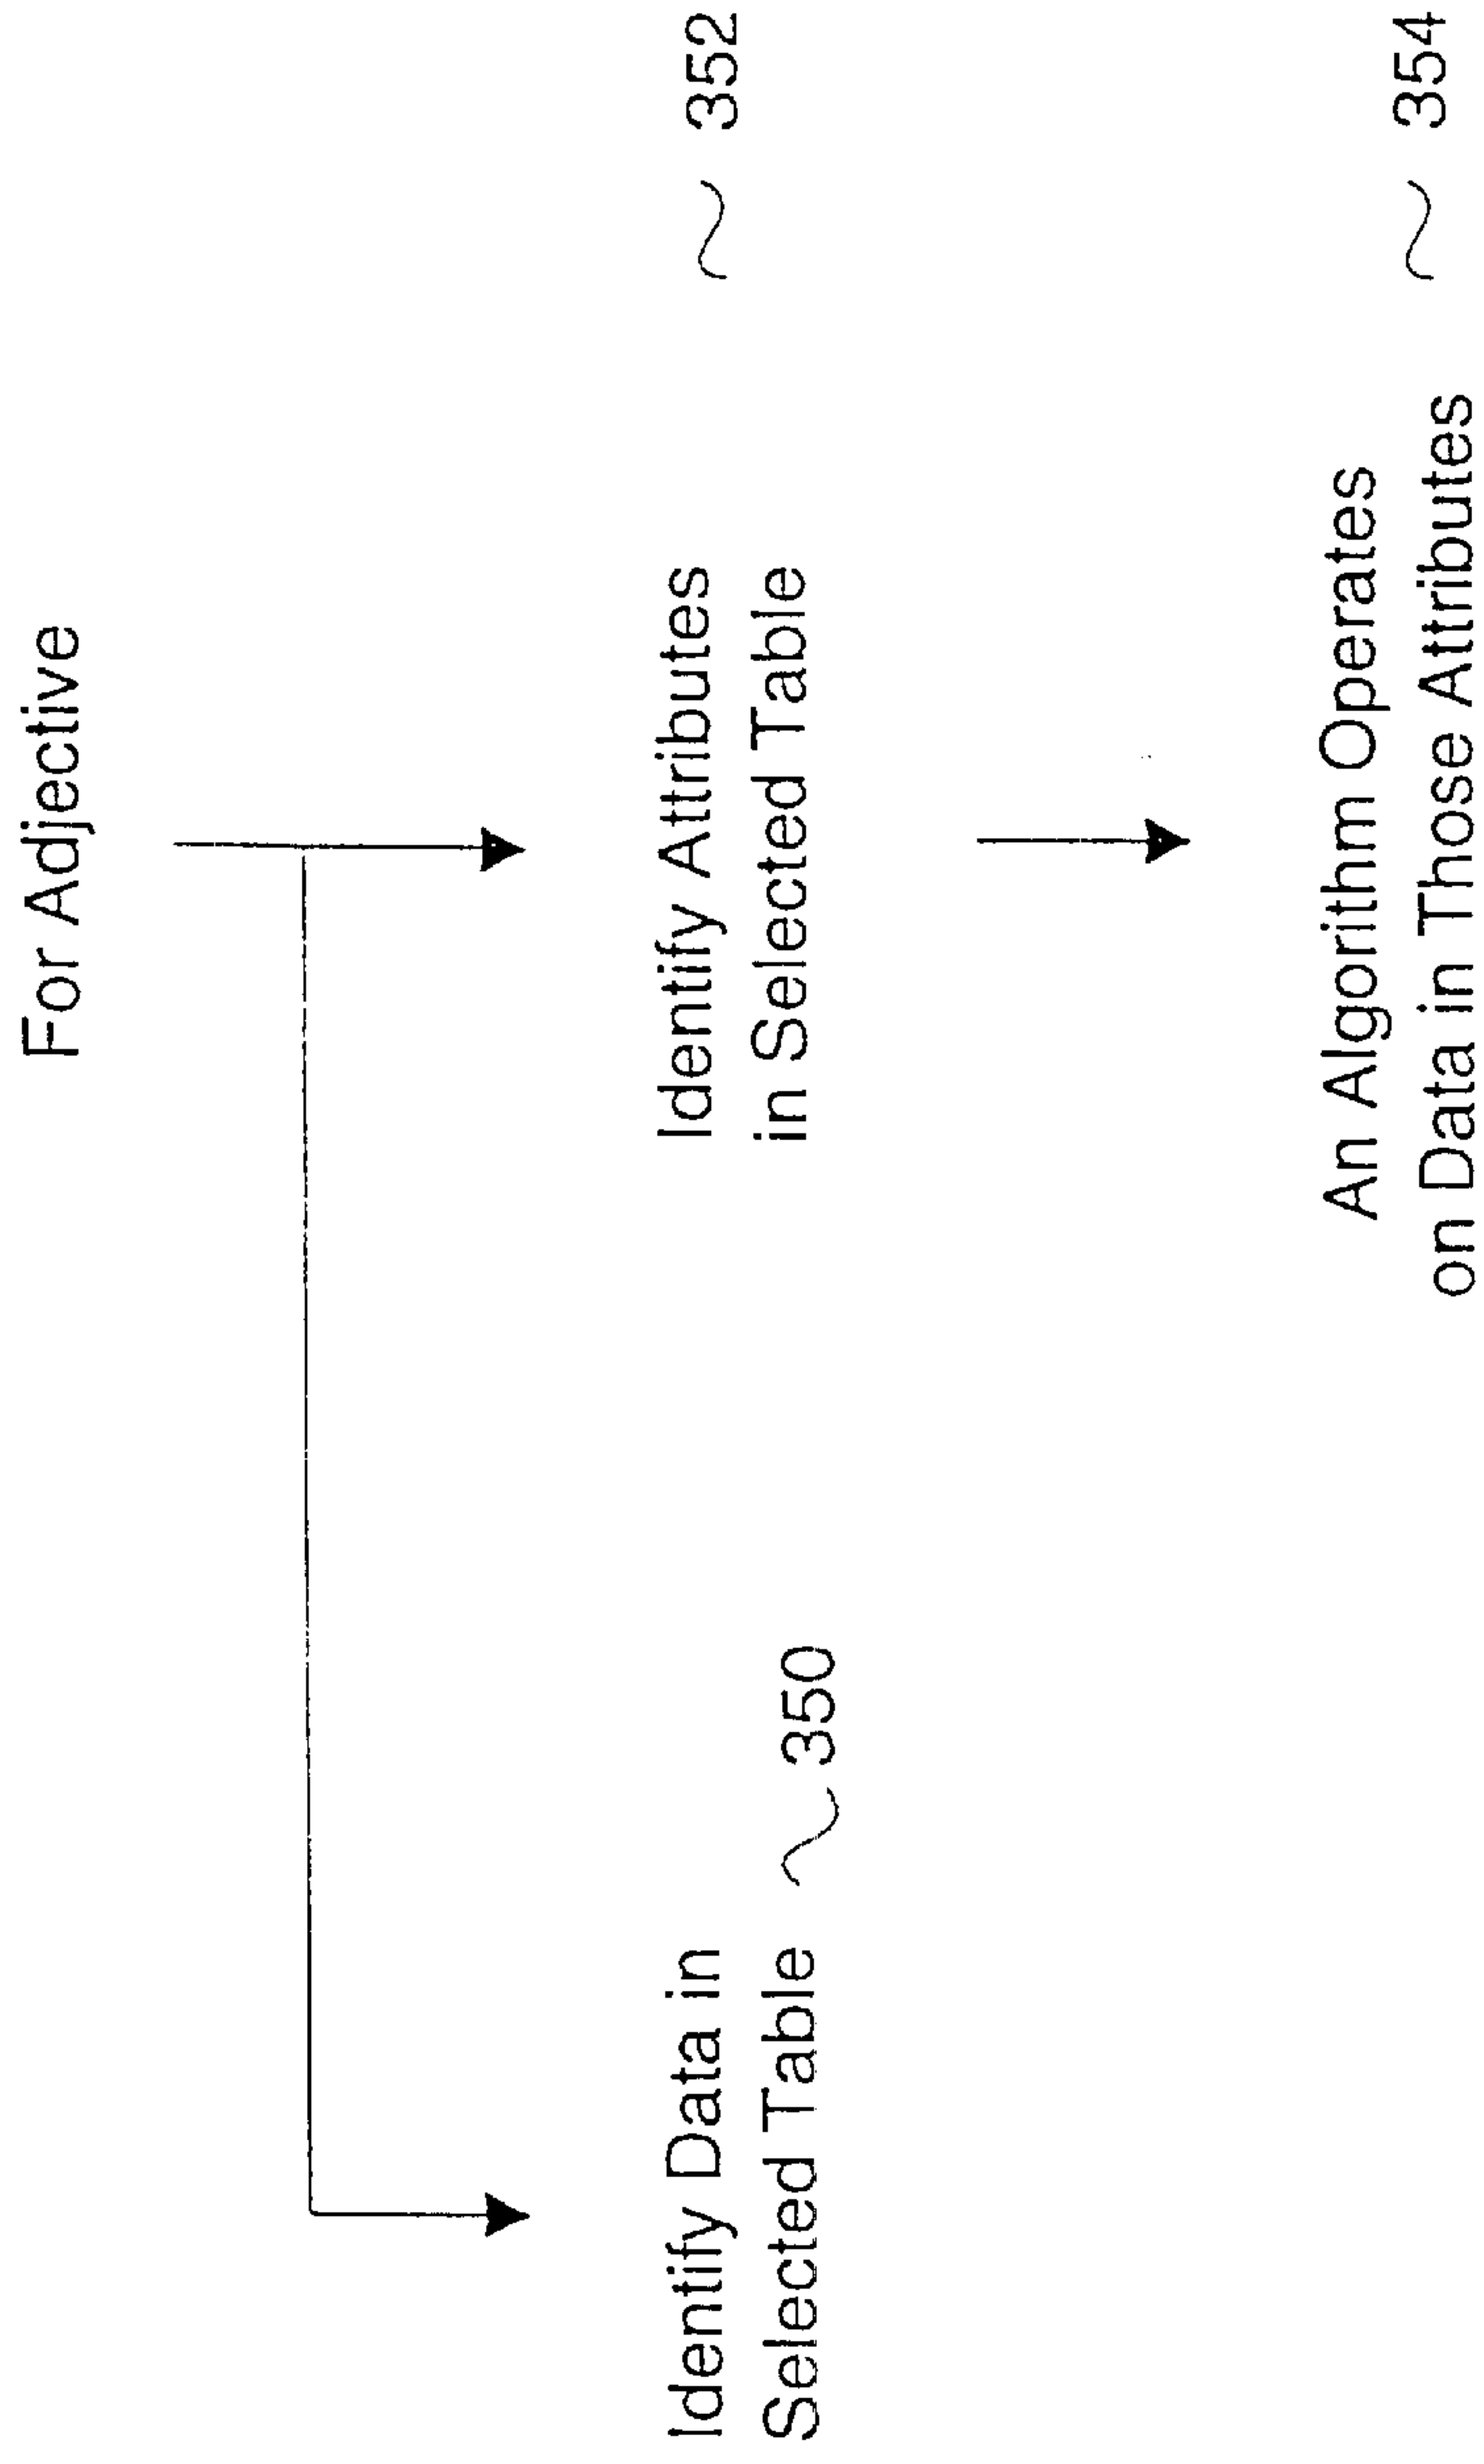 For Adjective
Identify Data in
Selected Table ~ 350
Identify Attributes
in Selected Table
~ 352
An Algorithm Operates
on Data in Those Attributes
~ 354